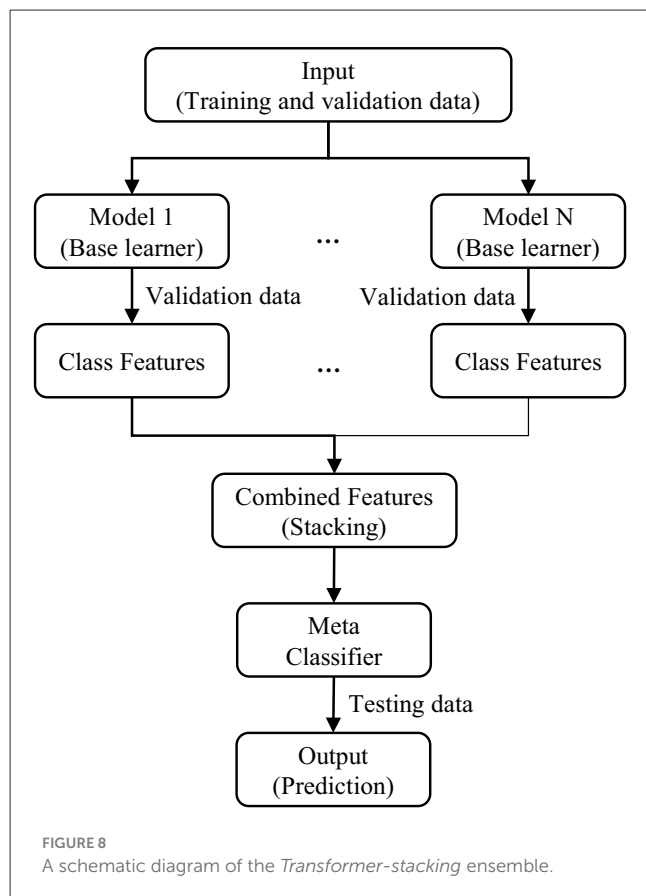 Input
(Training and validation data)
Model 1
(Base learner)
...
Model N
(Base learner)
Validation data
Validation data
Class Features
...
Class Features
Combined Features
(Stacking)
Meta
Classifier
Testing data
Output
(Prediction)
FIGURE 8
A schematic diagram of the Transformer-stacking ensemble.